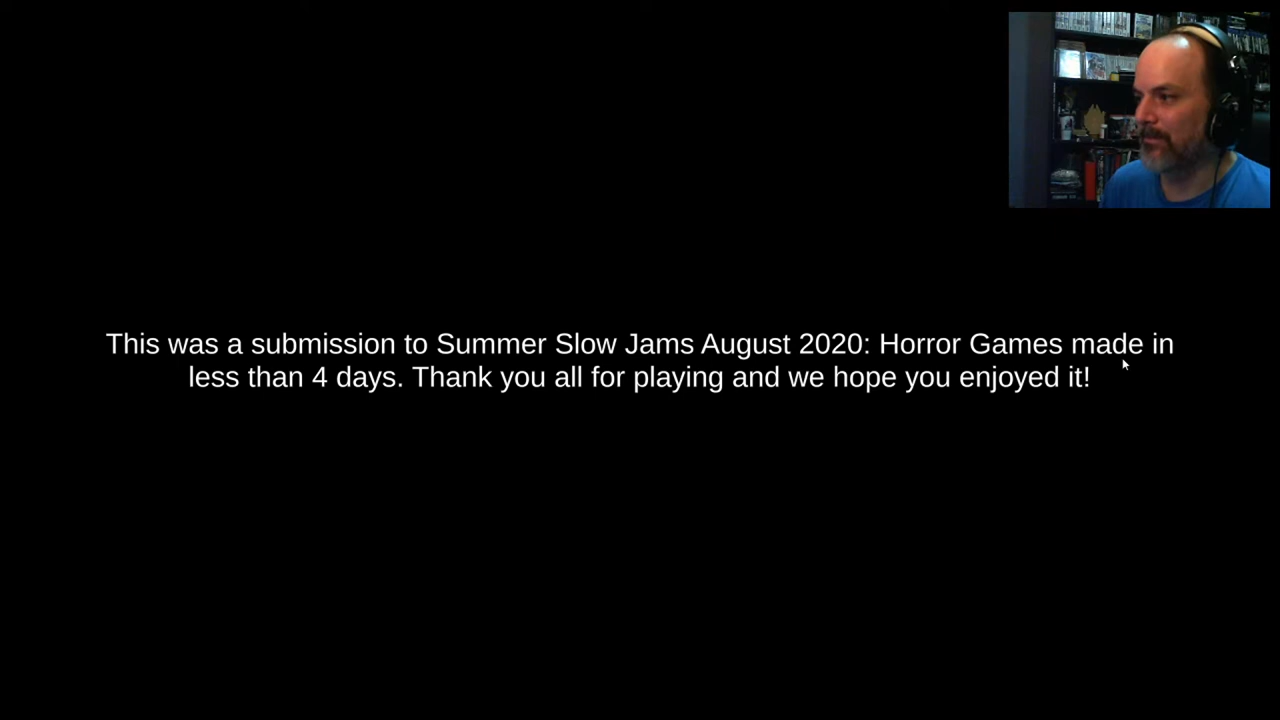 This was a submission to Summer Slow Jams August 2020: Horror Games made in
less than 4 days. Thank you all for playing and we hope you enjoyed it!